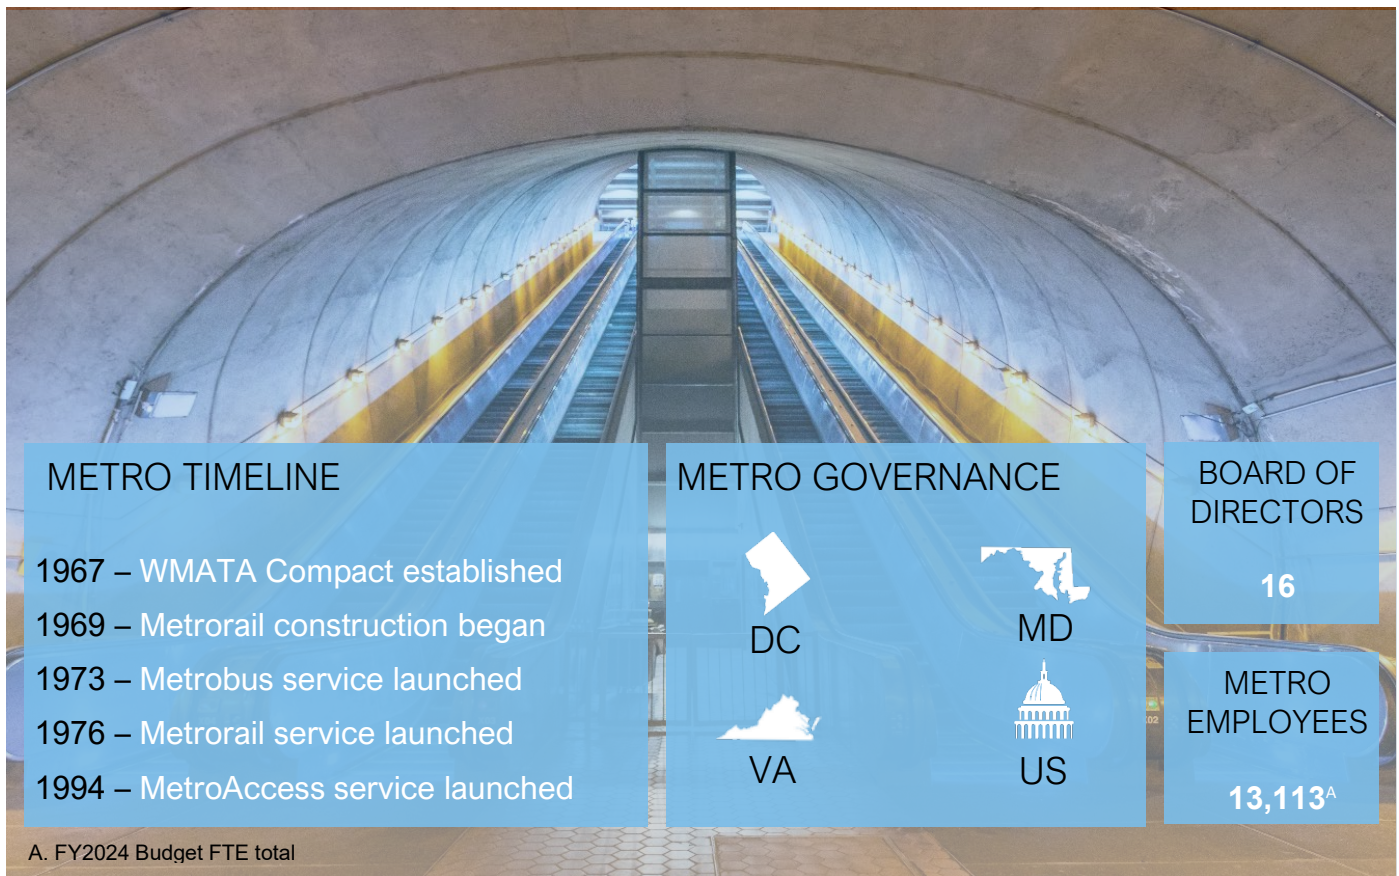 METRO TIMELINE
1967 – WMATA Compact established
1969 – Metrorail construction began
1973 – Metrobus service launched
1976 – Metrorail service launched
1994 – MetroAccess service launched
METRO GOVERNANCE
DC
MD
VA
US
BOARD OF
DIRECTORS
16
METRO
EMPLOYEES
13,113ᴬ
A. FY2024 Budget FTE total